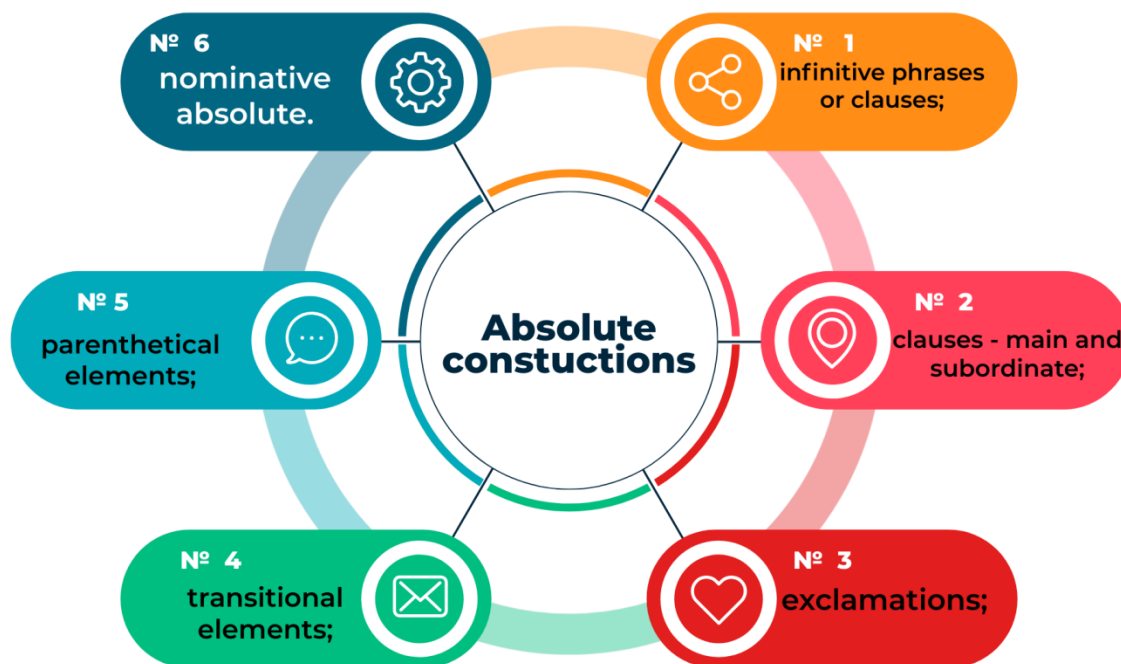 Absolute
constuctions
№ 1
infinitive phrases
or clauses;
№ 2
clauses - main and
subordinate;
№ 3
exclamations;
№ 4
transitional
elements;
№ 5
parenthetical
elements;
№ 6
nominative
absolute.